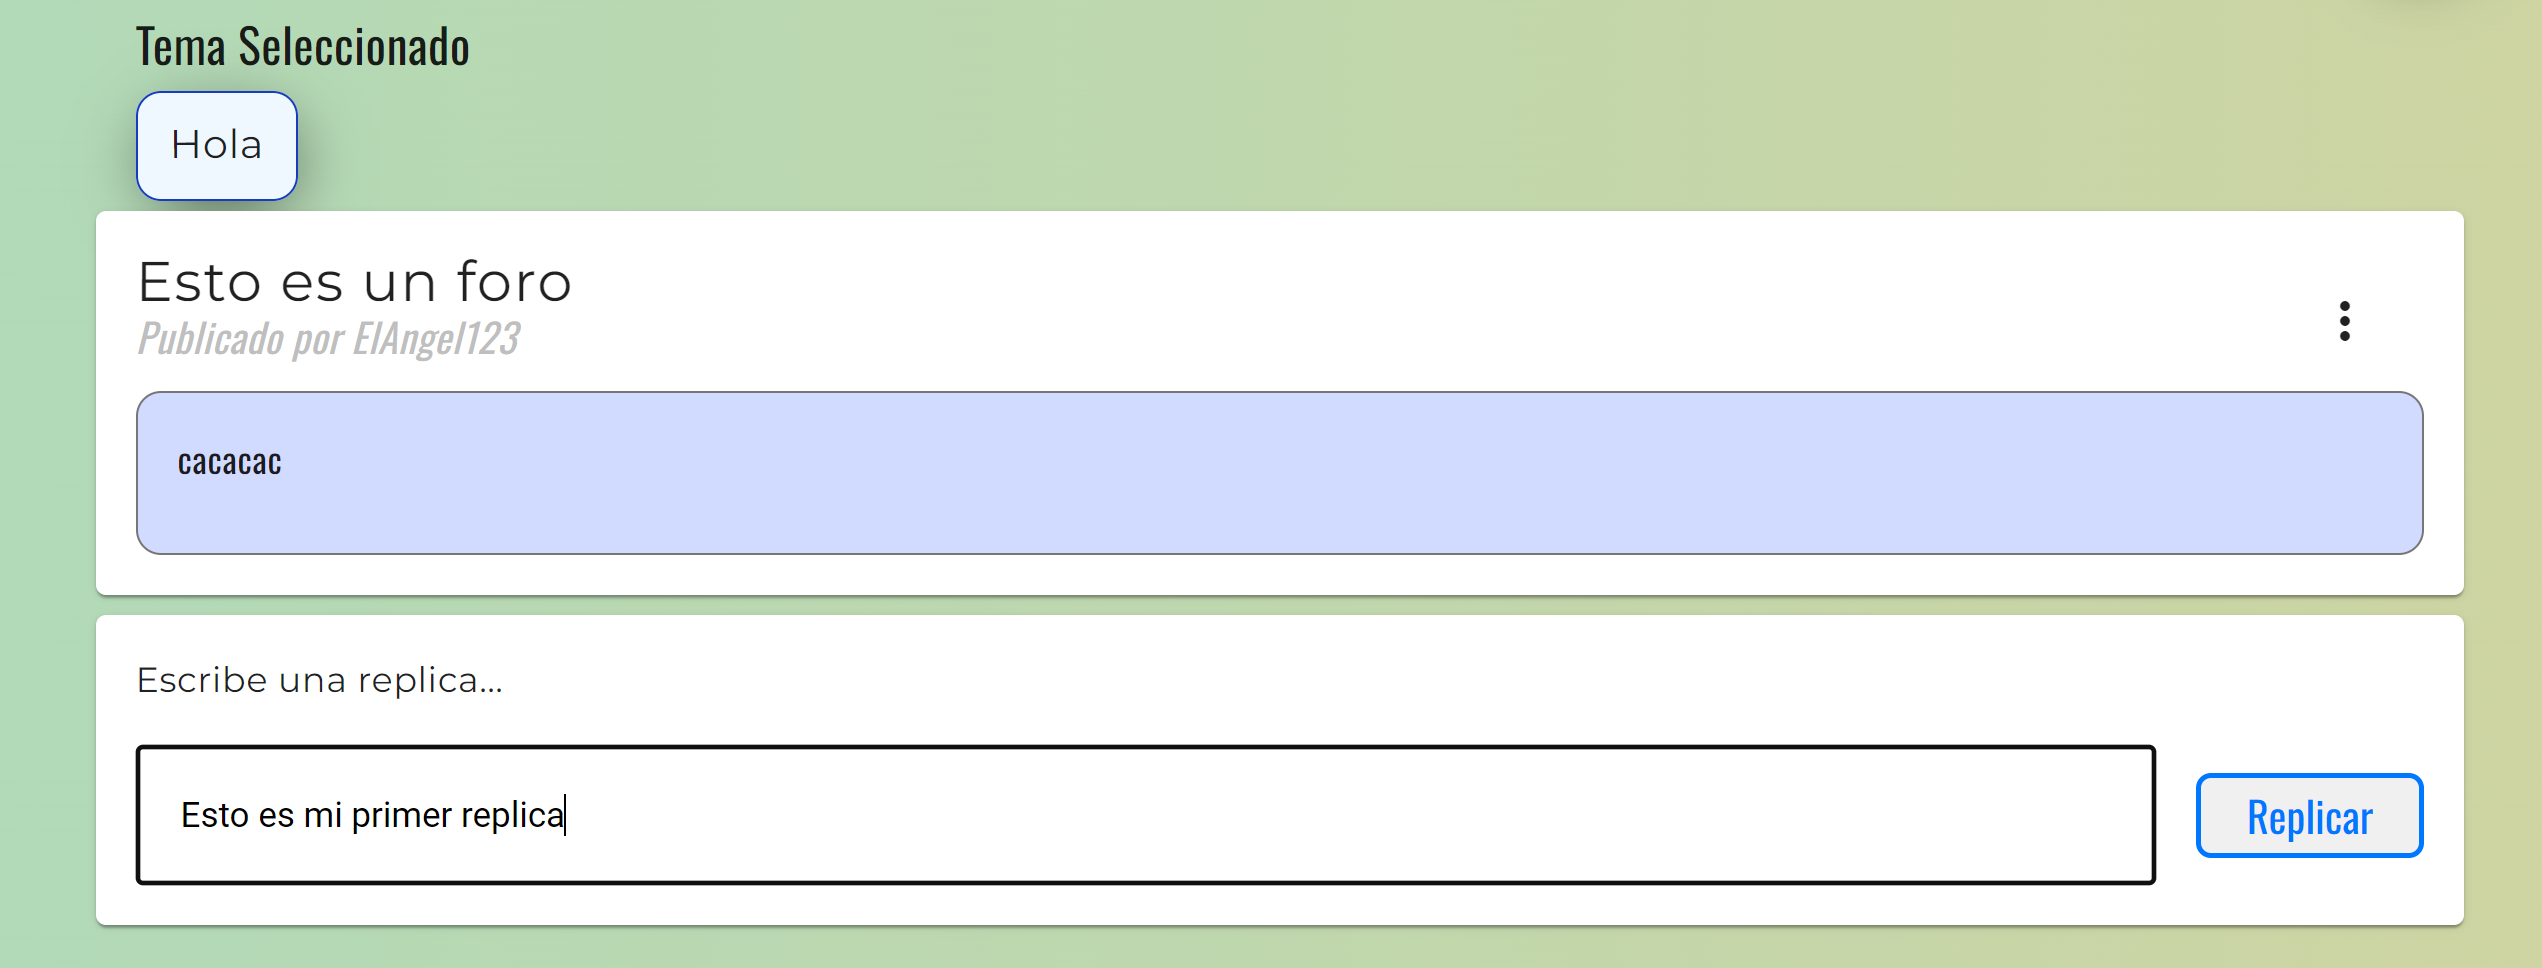 Tema Seleccionado
Hola
Esto es un foro
Publicado por ElAngel123
cacacac
Escribe una replica...
Esto es mi primer replica
Replicar